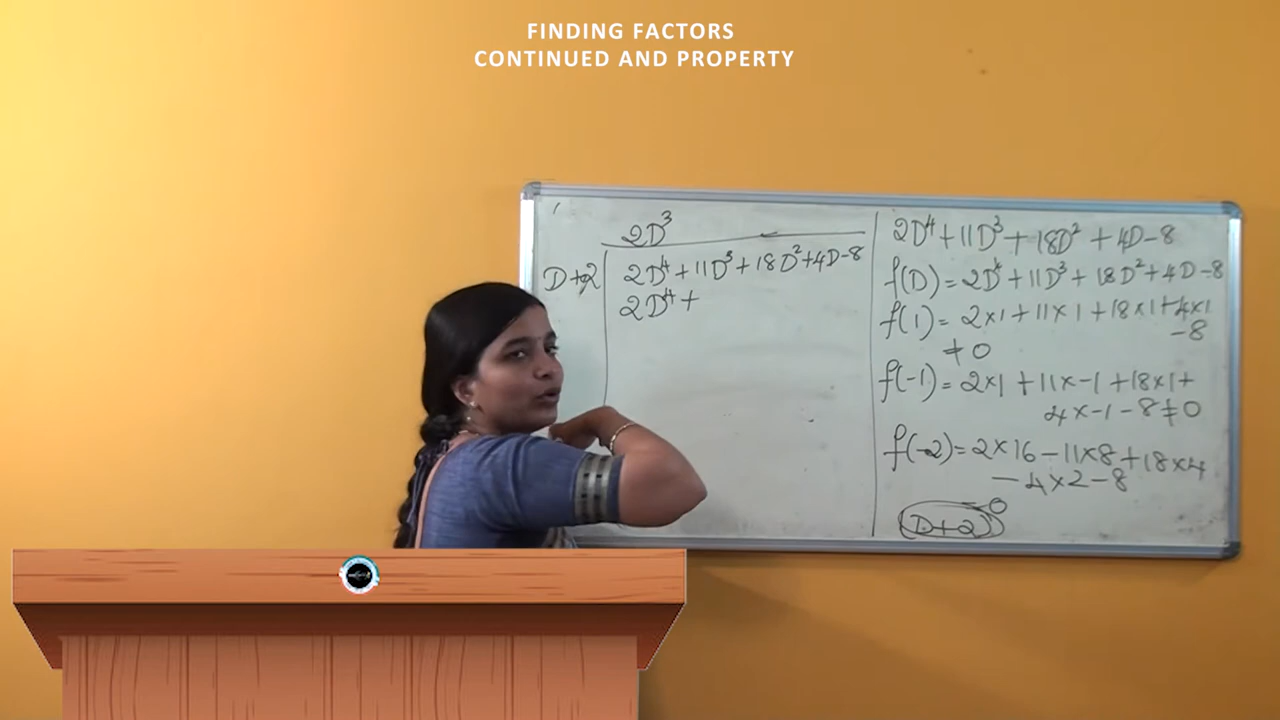 FINDING FACTORS
CONTINUED AND PROPERTY
2D³
D+2
2D⁴+11D³+18D²+4D-8
2D⁴+
2D⁴+11D³+18D²+4D-8
f(D)=2D⁴+11D³+18D²+4D-8
f(1)=2×1+11×1+18×1+4×1
-8
≠0
f(-1)=2×1+11×-1+18×1+
4×-1-8≠0
f(-2)=2×16-11×8+18×4
-4×2-8
=0
(D+2)